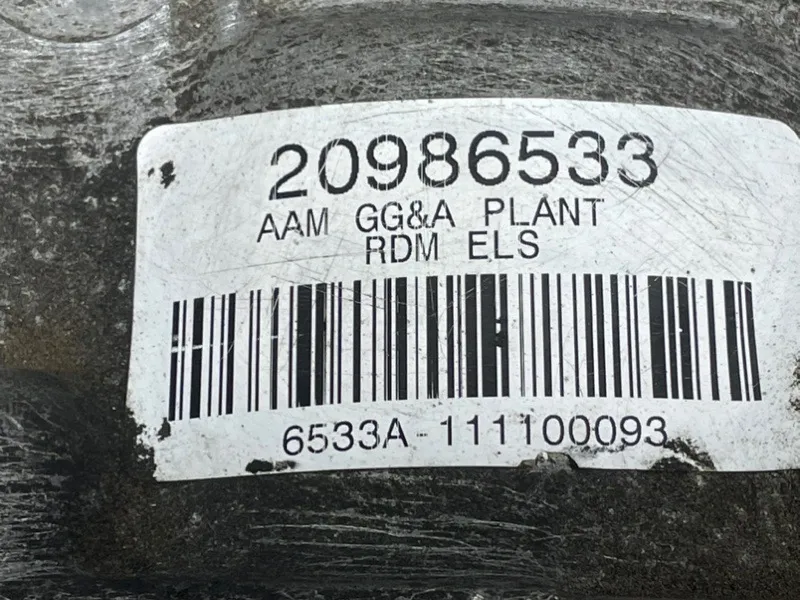 20986533
AAM GG&A PLANT
RDM ELS
6533A-111100093